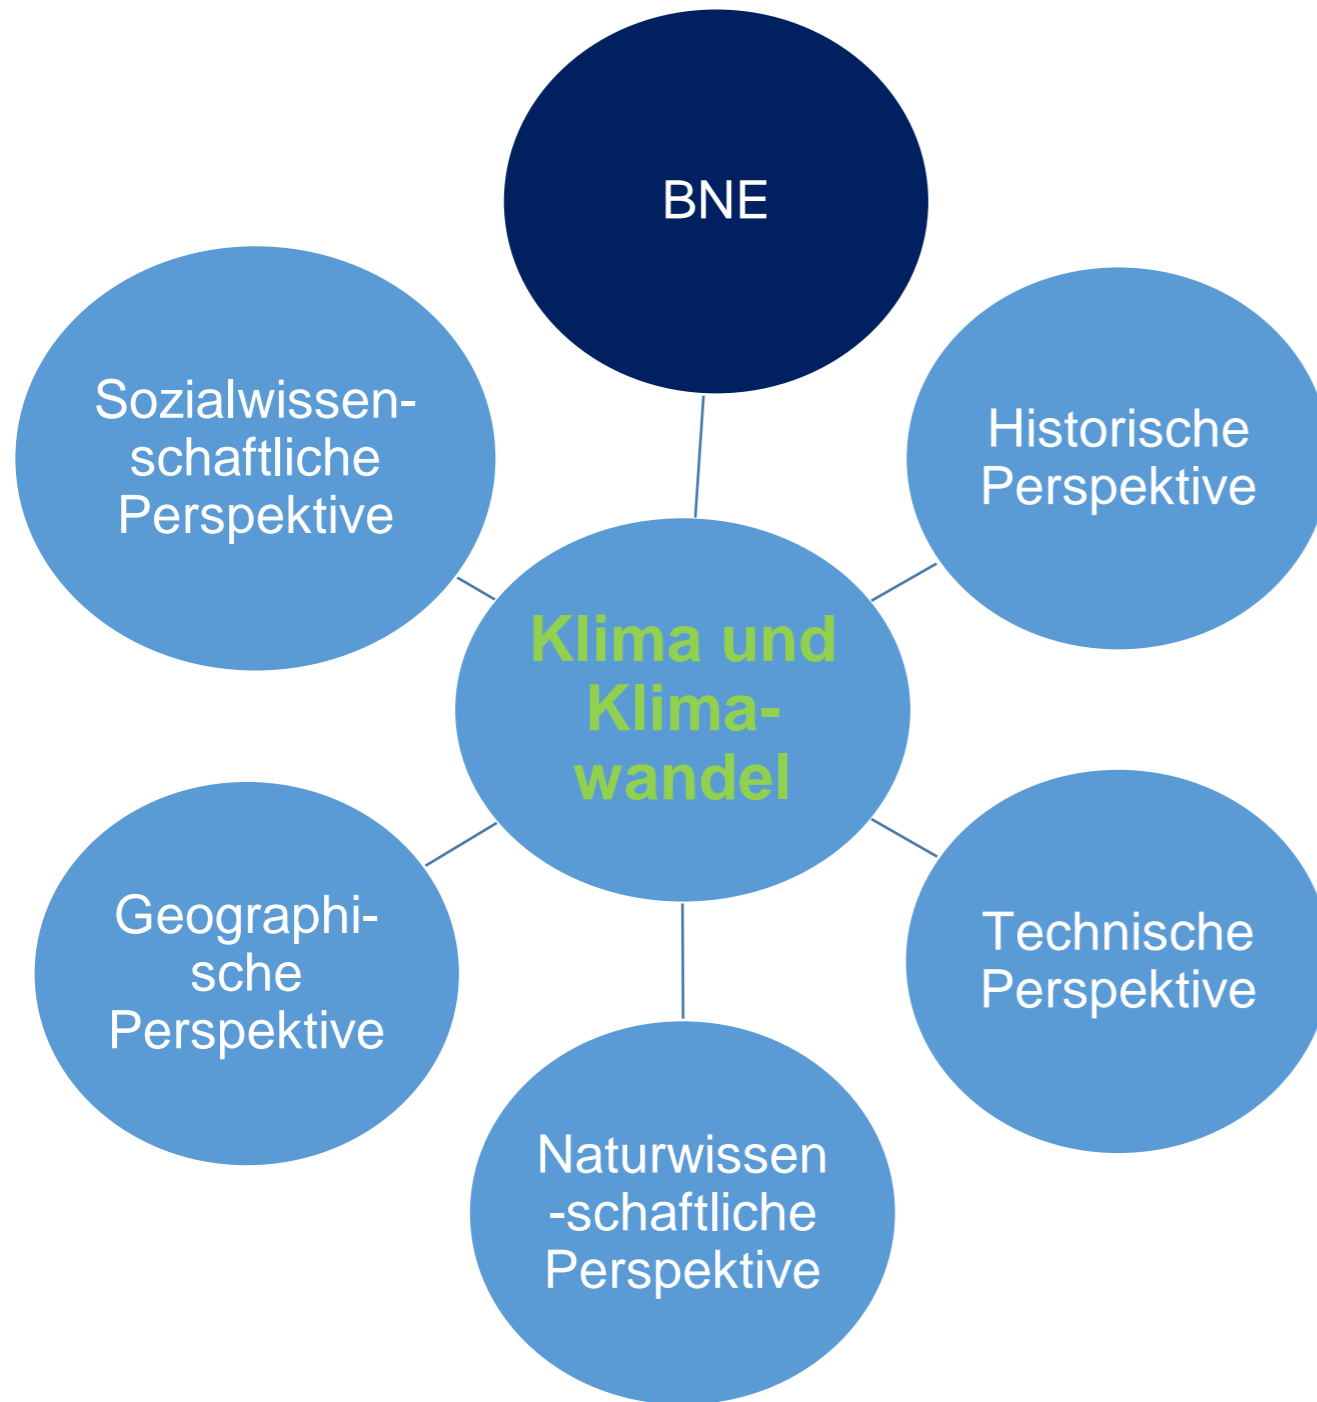 BNE
Sozialwissen-
schaftliche
Perspektive
Historische
Perspektive
Klima und
Klima-
wandel
Geographi-
sche
Perspektive
Technische
Perspektive
Naturwissen
-schaftliche
Perspektive